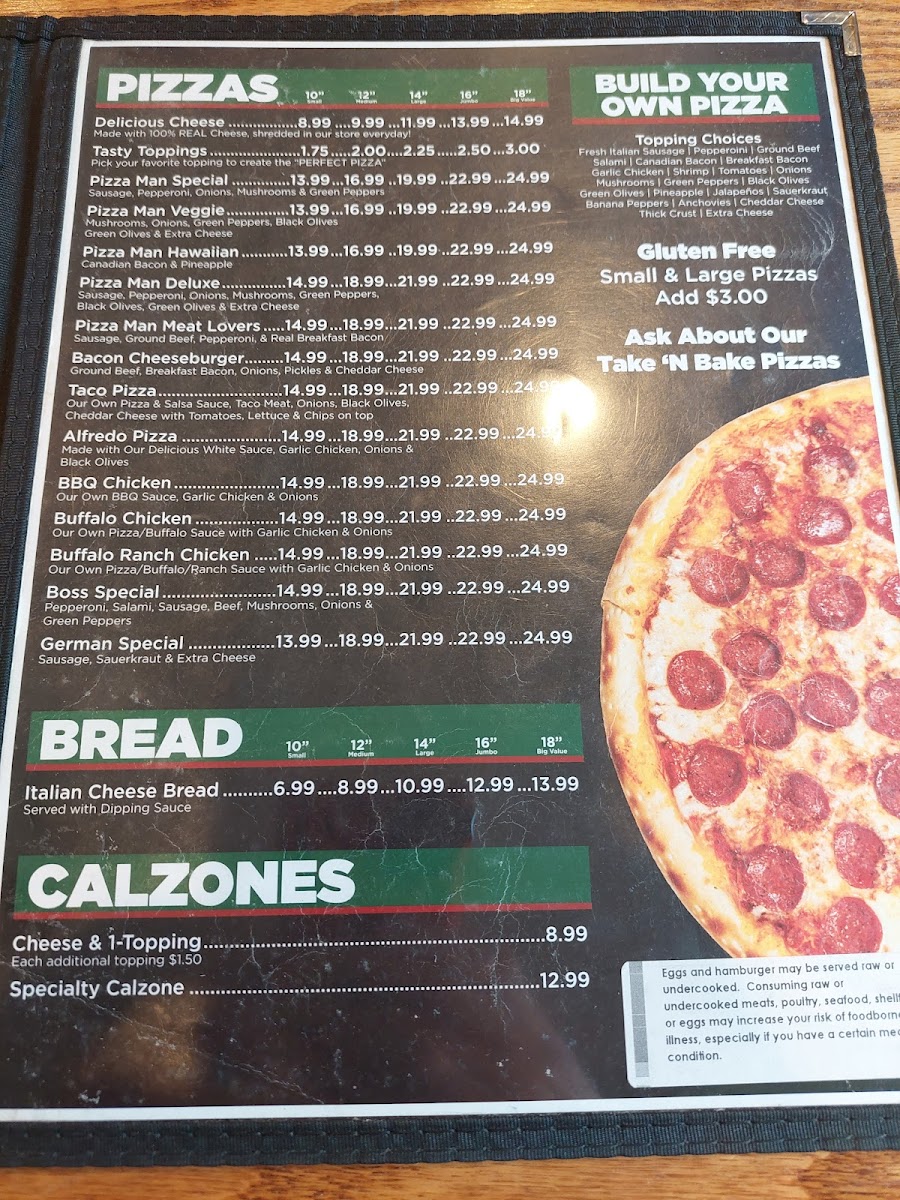 PIZZAS 10" 12" 14" 16" 18"
Small Medium Large Jumbo Big Value
Delicious Cheese ..................8.99....9.99...11.99...13.99...14.99
Made with 100% REAL Cheese, shredded in our store everyday!
Tasty Toppings ........................1.75.....2.00....2.25.....2.50...3.00
Pick your favorite topping to create the "PERFECT PIZZA"
Pizza Man Special ...............13.99...16.99..19.99..22.99...24.99
Sausage, Pepperoni, Onions, Mushrooms & Green Peppers
Pizza Man Veggie................13.99...16.99..19.99..22.99...24.99
Mushrooms, Onions, Green Peppers, Black Olives
Green Olives & Extra Cheese
Pizza Man Hawaiian...........13.99...16.99..19.99..22.99...24.99
Canadian Bacon & Pineapple
Pizza Man Deluxe................14.99...18.99...21.99..22.99...24.99
Sausage, Pepperoni, Onions, Mushrooms, Green Peppers,
Black Olives, Green Olives & Extra Cheese
Pizza Man Meat Lovers.....14.99...18.99...21.99..22.99...24.99
Sausage, Ground Beef, Pepperoni, & Real Breakfast Bacon
Bacon Cheeseburger.........14.99...18.99...21.99..22.99...24.99
Ground Beef, Breakfast Bacon, Onions, Pickles & Cheddar Cheese
Taco Pizza..............................14.99...18.99...21.99..22.99...24.99
Our Own Pizza & Salsa Sauce, Taco Meat, Onions, Black Olives,
Cheddar Cheese with Tomatoes, Lettuce & Chips on top
Alfredo Pizza ........................14.99...18.99...21.99..22.99...
Made with Our Delicious White Sauce, Garlic Chicken, Onions &
Black Olives
BBQ Chicken.........................14.99...18.99...21.99..22.99...24.99
Our Own BBQ Sauce, Garlic Chicken & Onions
Buffalo Chicken ...................14.99...18.99...21.99..22.99...24.99
Our Own Pizza/Buffalo Sauce with Garlic Chicken & Onions
Buffalo Ranch Chicken .....14.99...18.99...21.99..22.99...24.99
Our Own Pizza/Buffalo/Ranch Sauce with Garlic Chicken & Onions
Boss Special..........................14.99...18.99...21.99..22.99...24.99
Pepperoni, Salami, Sausage, Beef, Mushrooms, Onions &
Green Peppers
German Special ...................13.99...18.99...21.99..22.99...24.99
Sausage, Sauerkraut & Extra Cheese
BREAD 10" 12" 14" 16" 18"
Small Medium Large Jumbo Big Value
Italian Cheese Bread ..........6.99....8.99...10.99....12.99...13.99
Served with Dipping Sauce
CALZONES
Cheese & 1-Topping............................................................8.99
Each additional topping $1.50
Specialty Calzone ..............................................................12.99
BUILD YOUR
OWN PIZZA
Topping Choices
Fresh Italian Sausage | Pepperoni | Ground Beef
Salami | Canadian Bacon | Breakfast Bacon
Garlic Chicken | Shrimp | Tomatoes | Onions
Mushrooms | Green Peppers | Black Olives
Green Olives | Pineapple | Jalapeños | Sauerkraut
Banana Peppers | Anchovies | Cheddar Cheese
Thick Crust | Extra Cheese
Gluten Free
Small & Large Pizzas
Add $3.00
Ask About Our
Take 'N Bake Pizzas
Eggs and hamburger may be served raw or
undercooked. Consuming raw or
undercooked meats, poultry, seafood,
or eggs may increase your risk of
illness, especially if you have a certain
condition.